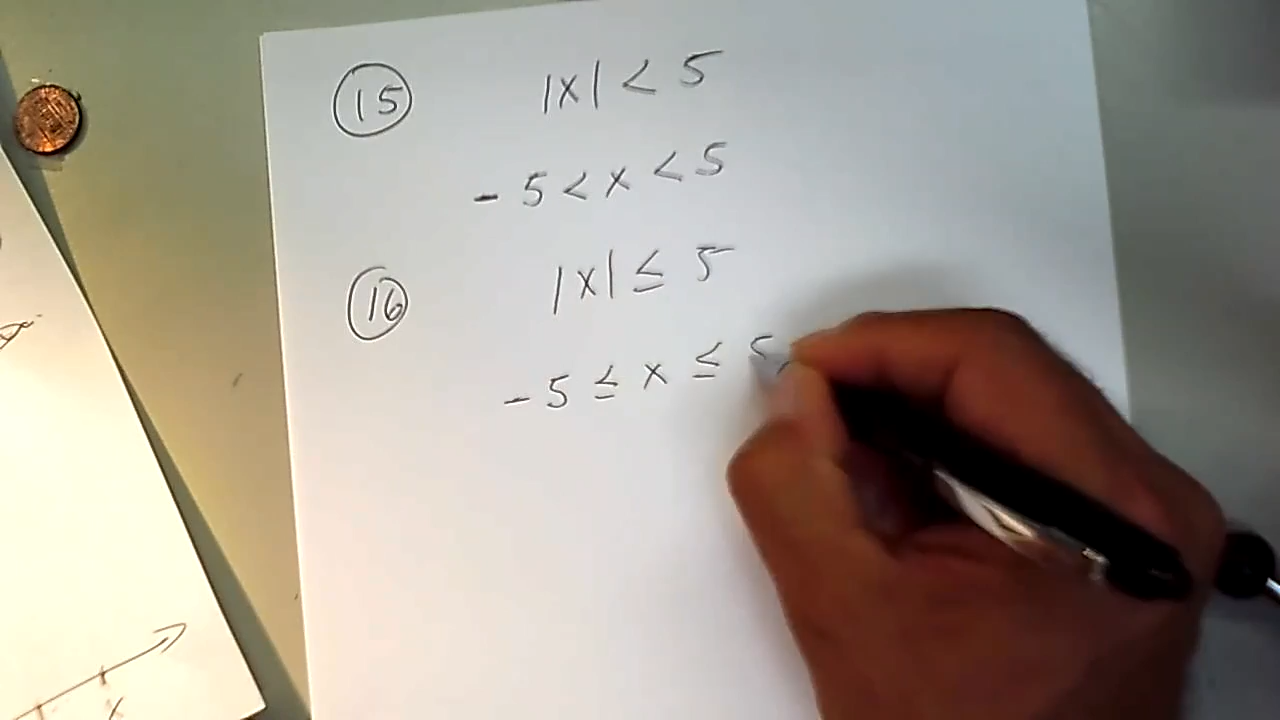 15 |x| < 5
- 5 < x < 5
16 |x| ≤ 5
- 5 ≤ x ≤ 5
x